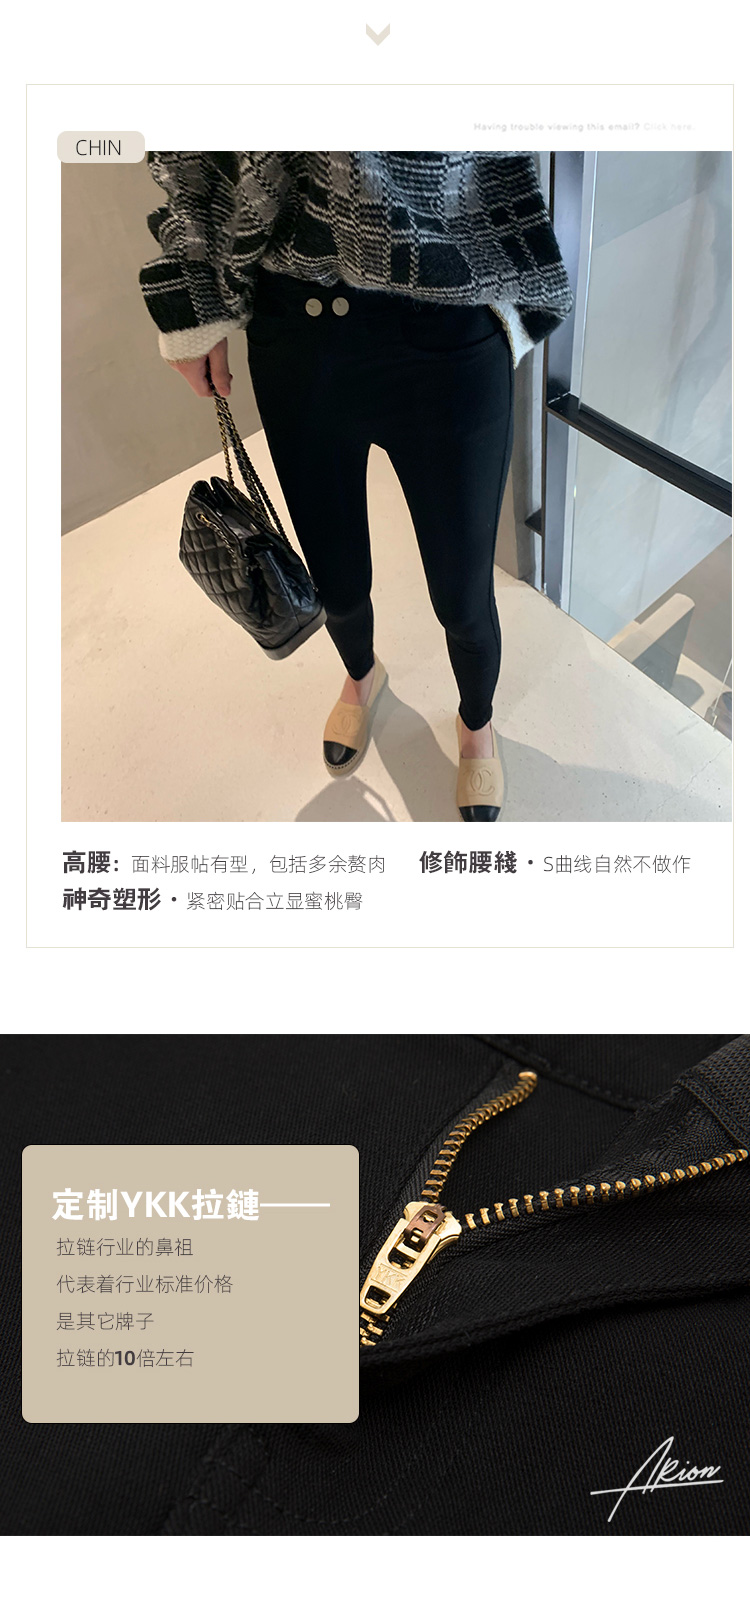 Having trouble viewing this email? Click here.
CHIN
高腰：面料服帖有型，包括多余赘肉 修飾腰綫・S曲线自然不做作
神奇塑形・紧密贴合立显蜜桃臀
定制YKK拉鏈——
拉链行业的鼻祖
代表着行业标准价格
是其它牌子
拉链的10倍左右
YKK
Arion